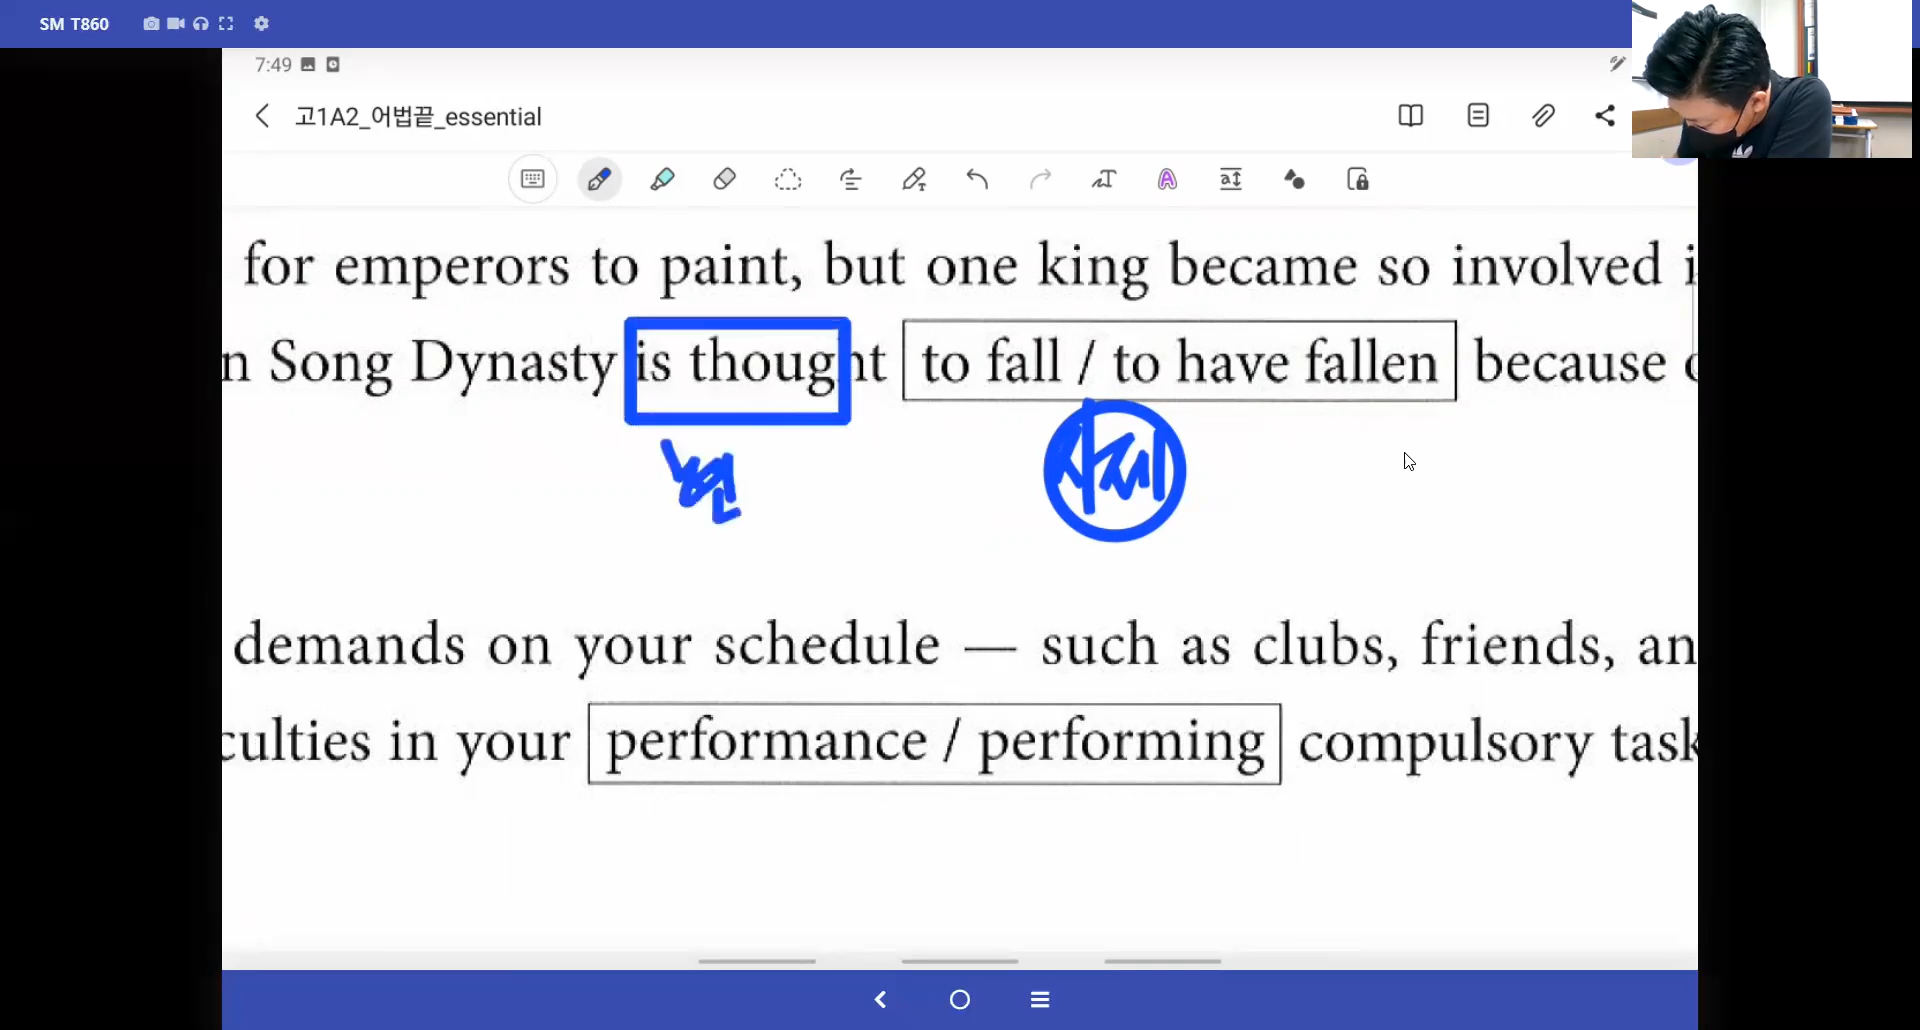 SM T860
7:49
고1A2_어법끝_essential
for emperors to paint, but one king became so involved i
n Song Dynasty is thought to fall / to have fallen because
시제
demands on your schedule — such as clubs, friends, an
culties in your performance / performing compulsory task